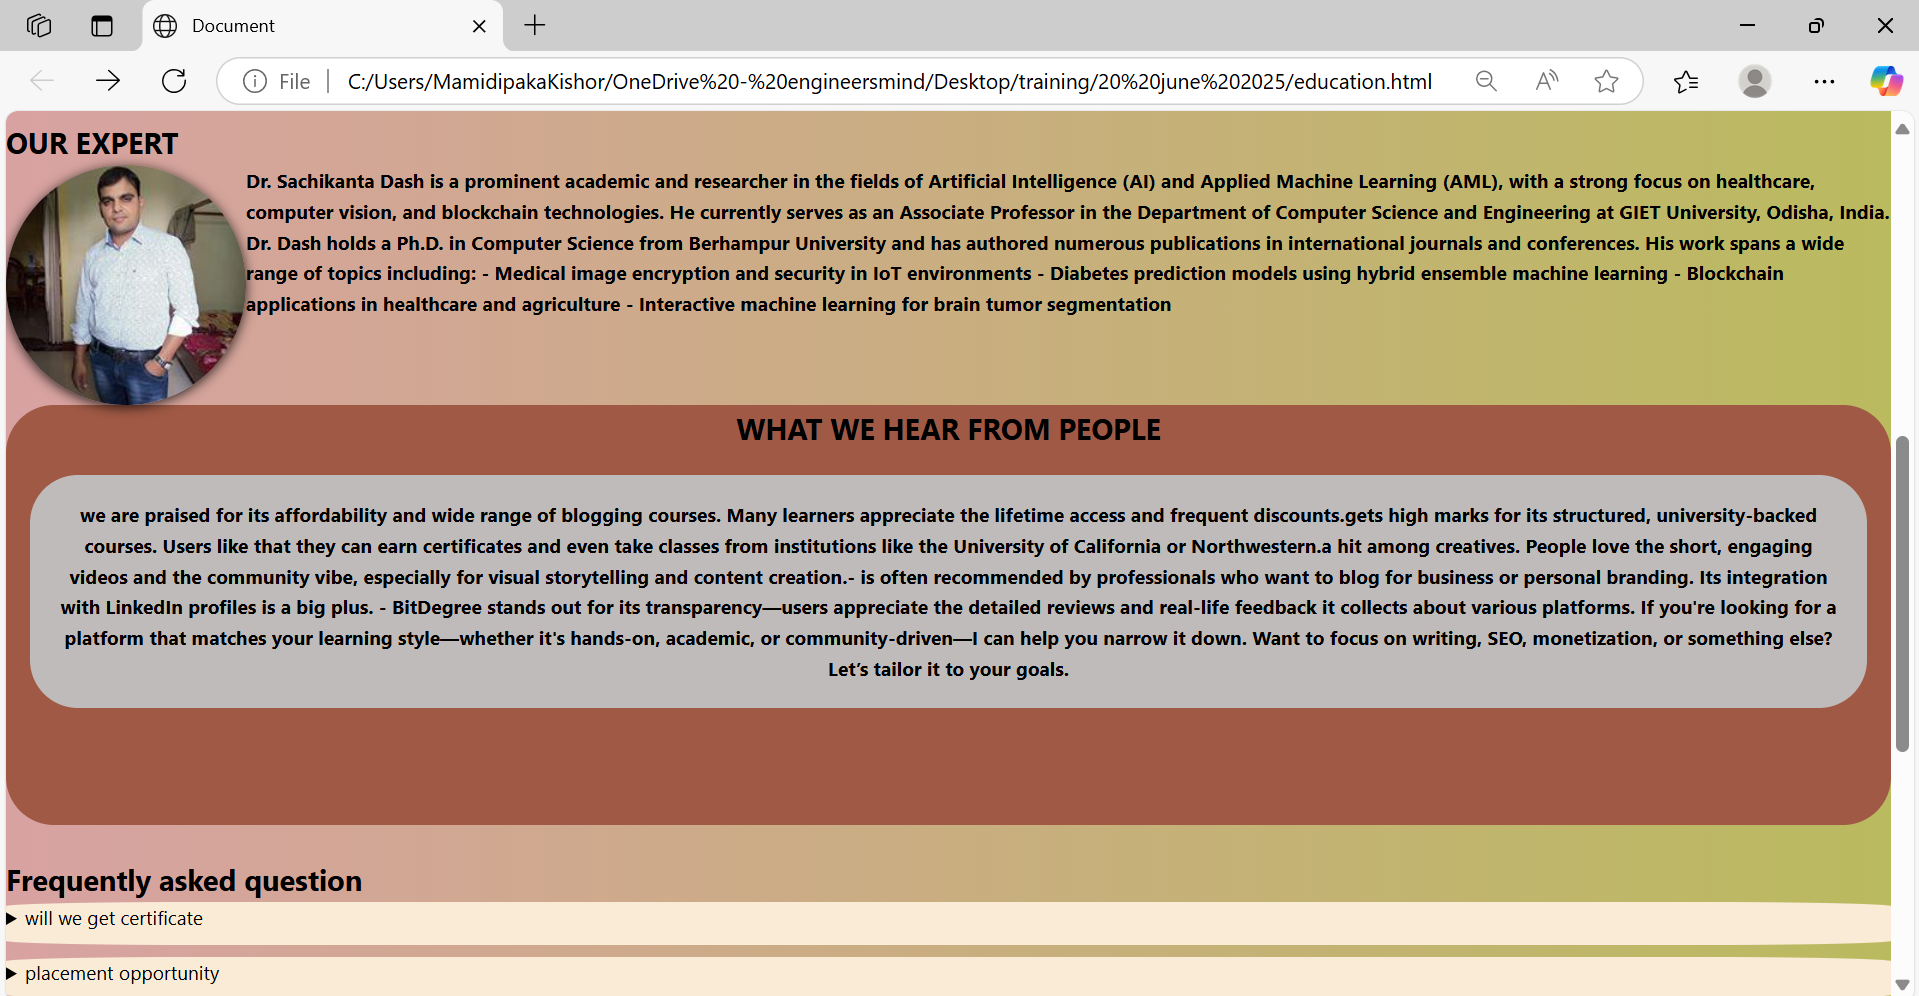 Document
File
C:/Users/MamidipakaKishor/OneDrive%20-%20engineersmind/Desktop/training/20%20june%202025/education.html
OUR EXPERT
Dr. Sachikanta Dash is a prominent academic and researcher in the fields of Artificial Intelligence (AI) and Applied Machine Learning (AML), with a strong focus on healthcare,
computer vision, and blockchain technologies. He currently serves as an Associate Professor in the Department of Computer Science and Engineering at GIET University, Odisha, India.
Dr. Dash holds a Ph.D. in Computer Science from Berhampur University and has authored numerous publications in international journals and conferences. His work spans a wide
range of topics including: - Medical image encryption and security in IoT environments - Diabetes prediction models using hybrid ensemble machine learning - Blockchain
applications in healthcare and agriculture - Interactive machine learning for brain tumor segmentation
WHAT WE HEAR FROM PEOPLE
we are praised for its affordability and wide range of blogging courses. Many learners appreciate the lifetime access and frequent discounts.gets high marks for its structured, university-backed
courses. Users like that they can earn certificates and even take classes from institutions like the University of California or Northwestern.a hit among creatives. People love the short, engaging
videos and the community vibe, especially for visual storytelling and content creation.- is often recommended by professionals who want to blog for business or personal branding. Its integration
with LinkedIn profiles is a big plus. - BitDegree stands out for its transparency—users appreciate the detailed reviews and real-life feedback it collects about various platforms. If you're looking for a
platform that matches your learning style—whether it's hands-on, academic, or community-driven—I can help you narrow it down. Want to focus on writing, SEO, monetization, or something else?
Let’s tailor it to your goals.
Frequently asked question
will we get certificate
placement opportunity